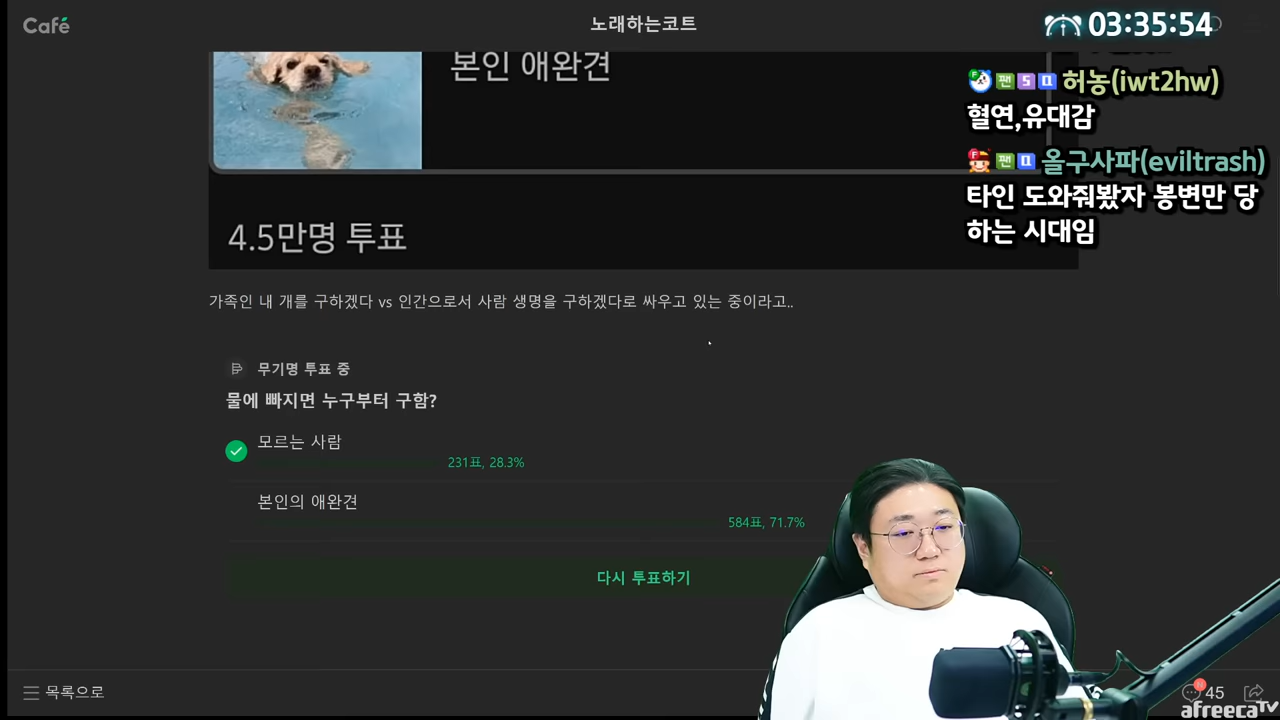 Café
노래하는코트
03:35:54
본인 애완견
허농(iwt2hw)
혈연,유대감
올구사파(eviltrash)
타인 도와줘봤자 봉변만 당
하는 시대임
4.5만명 투표
가족인 내 개를 구하겠다 vs 인간으로서 사람 생명을 구하겠다로 싸우고 있는 중이라고..
무기명 투표 중
물에 빠지면 누구부터 구함?
모르는 사람
231표, 28.3%
본인의 애완견
584표, 71.7%
다시 투표하기
목록으로
45
afreecaTV